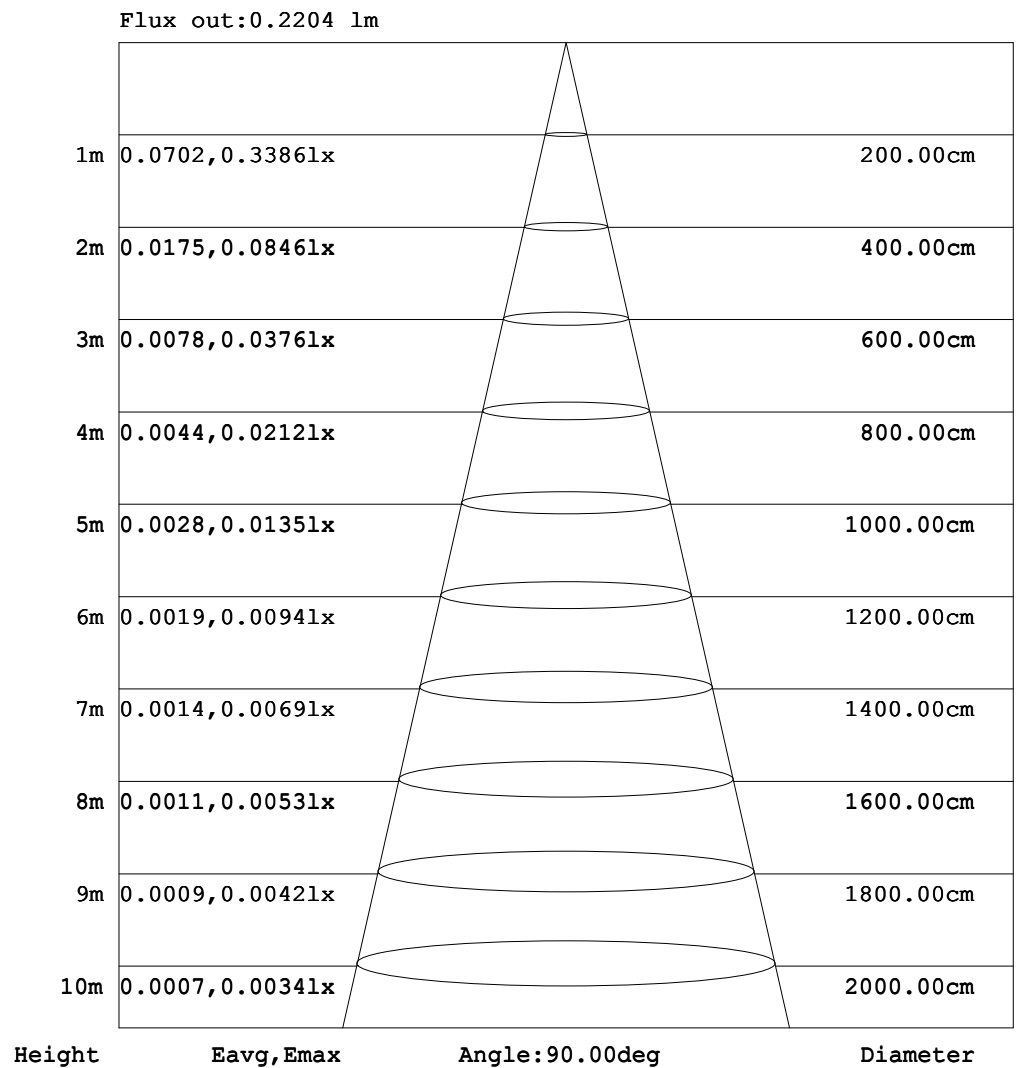 Flux out:0.2204 lm
1m 0.0702,0.3386lx 200.00cm
2m 0.0175,0.0846lx 400.00cm
3m 0.0078,0.0376lx 600.00cm
4m 0.0044,0.0212lx 800.00cm
5m 0.0028,0.0135lx 1000.00cm
6m 0.0019,0.0094lx 1200.00cm
7m 0.0014,0.0069lx 1400.00cm
8m 0.0011,0.0053lx 1600.00cm
9m 0.0009,0.0042lx 1800.00cm
10m 0.0007,0.0034lx 2000.00cm
Height Eavg,Emax Angle:90.00deg Diameter